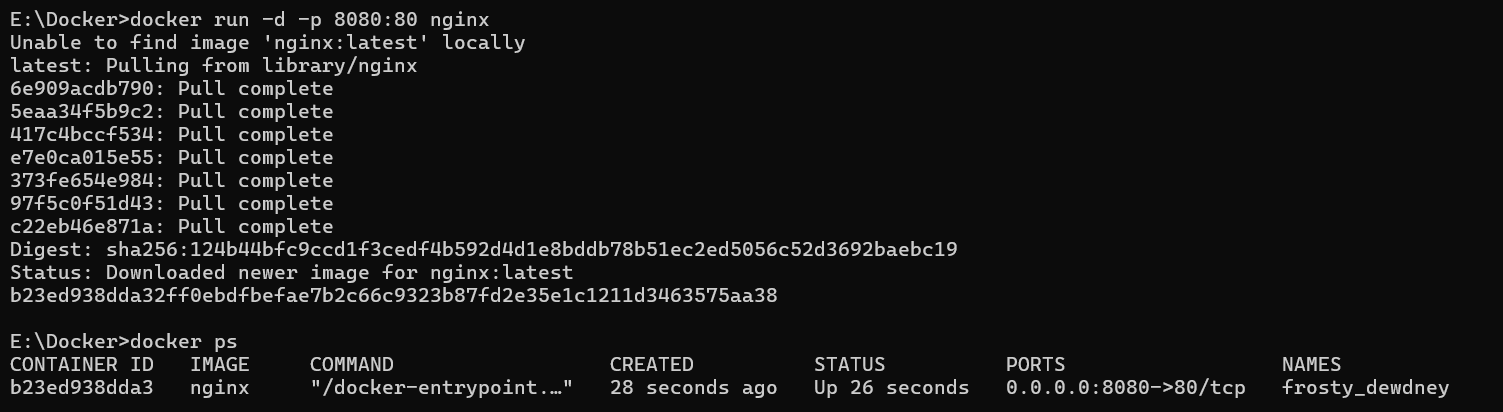 E:\Docker>docker run -d -p 8080:80 nginx
Unable to find image 'nginx:latest' locally
latest: Pulling from library/nginx
6e909acdb790: Pull complete
5eaa34f5b9c2: Pull complete
417c4bccf534: Pull complete
e7e0ca015e55: Pull complete
373fe654e984: Pull complete
97f5c0f51d43: Pull complete
c22eb46e871a: Pull complete
Digest: sha256:124b44bfc9ccd1f3cedf4b592d4d1e8bddb78b51ec2ed5056c52d3692baebc19
Status: Downloaded newer image for nginx:latest
b23ed938dda32ff0ebdfbefae7b2c66c9323b87fd2e35e1c1211d3463575aa38

E:\Docker>docker ps
CONTAINER ID   IMAGE     COMMAND                  CREATED          STATUS          PORTS                  NAMES
b23ed938dda3   nginx     "/docker-entrypoint.…"   28 seconds ago   Up 26 seconds   0.0.0.0:8080->80/tcp   frosty_dewdney